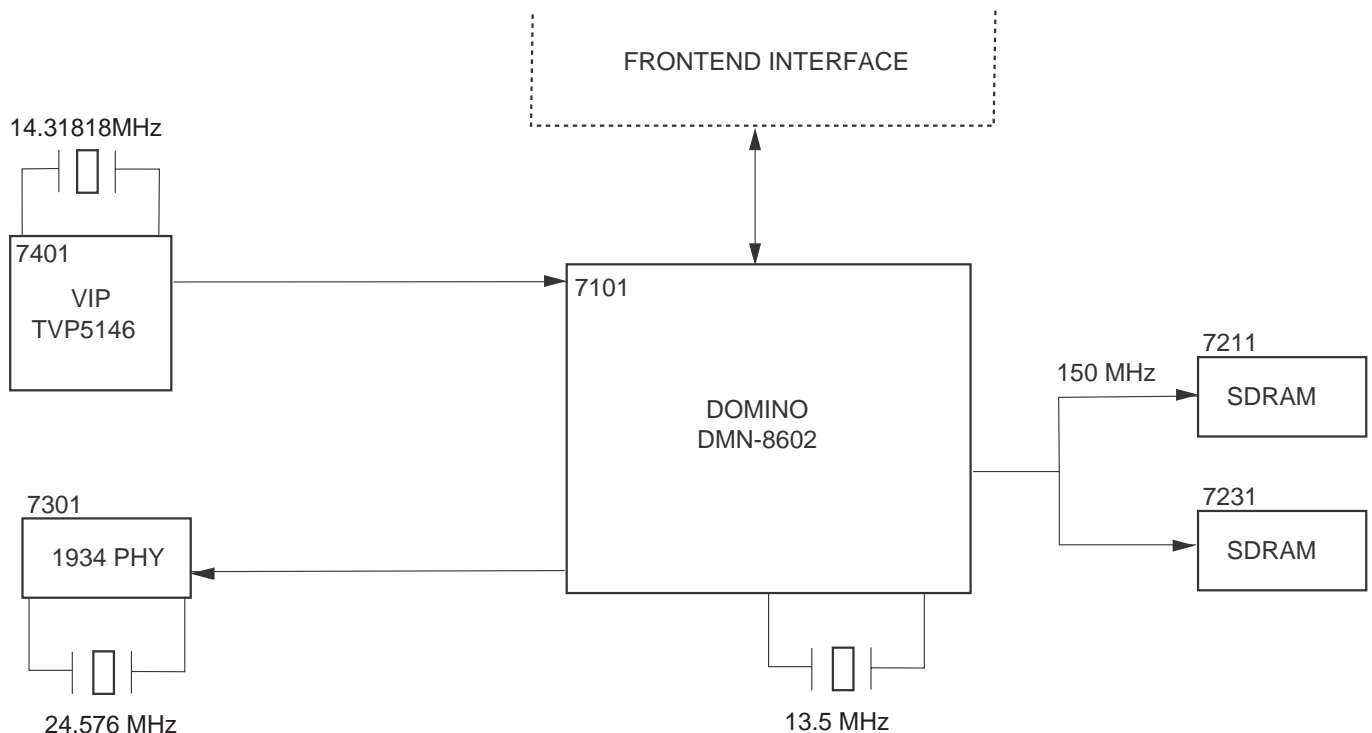 FRONTEND INTERFACE
14.31818MHz
7401
VIP
TVP5146
7101
DOMINO
DMN-8602
150 MHz
7211
SDRAM
7231
SDRAM
7301
1934 PHY
24.576 MHz
13.5 MHz